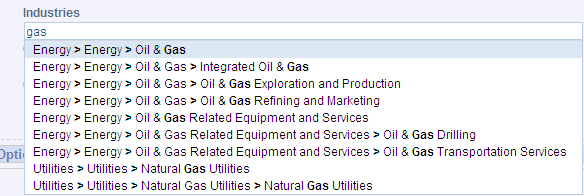 Industries
gas
Energy > Energy > Oil & Gas
Energy > Energy > Oil & Gas > Integrated Oil & Gas
Energy > Energy > Oil & Gas > Oil & Gas Exploration and Production
Energy > Energy > Oil & Gas > Oil & Gas Refining and Marketing
Energy > Energy > Oil & Gas Related Equipment and Services
Energy > Energy > Oil & Gas Related Equipment and Services > Oil & Gas Drilling
Energy > Energy > Oil & Gas Related Equipment and Services > Oil & Gas Transportation Services
Utilities > Utilities > Natural Gas Utilities
Utilities > Utilities > Natural Gas Utilities > Natural Gas Utilities